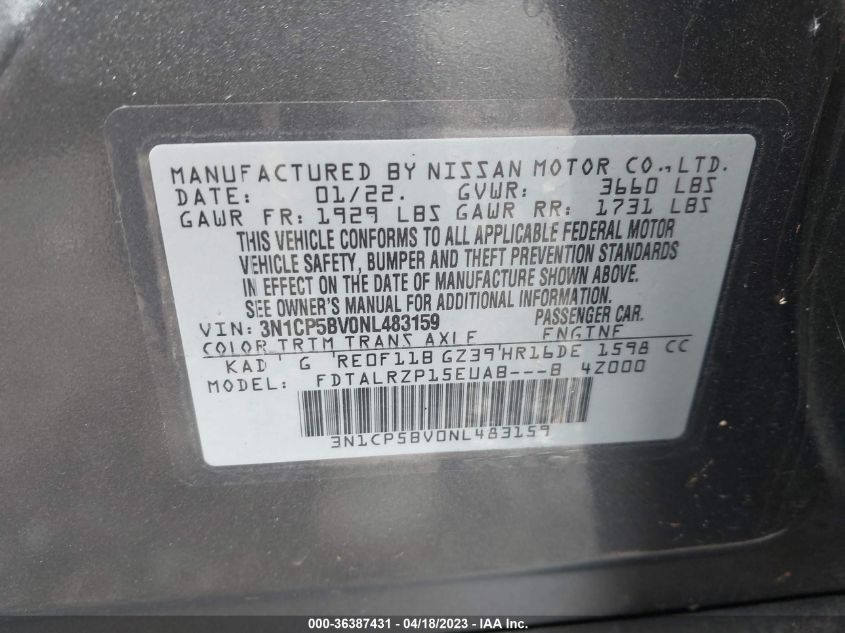 MANUFACTURED BY NISSAN MOTOR CO.,LTD.
DATE: 01/22. GVWR: 3660 LBS
GAWR FR: 1929 LBS GAWR RR: 1731 LBS
THIS VEHICLE CONFORMS TO ALL APPLICABLE FEDERAL MOTOR
VEHICLE SAFETY, BUMPER AND THEFT PREVENTION STANDARDS
IN EFFECT ON THE DATE OF MANUFACTURE SHOWN ABOVE.
SEE OWNER'S MANUAL FOR ADDITIONAL INFORMATION.
VIN: 3N1CP5BV0NL483159 PASSENGER CAR.
COLOR TRIM TRANS AXLE ENGINE
KAD G RE0F11B GZ39 HR16DE 1598 CC
MODEL: FDTALRZP15EUAB---B 4Z000
3N1CP5BV0NL483159
000-36387431 - 04/18/2023 - IAA Inc.